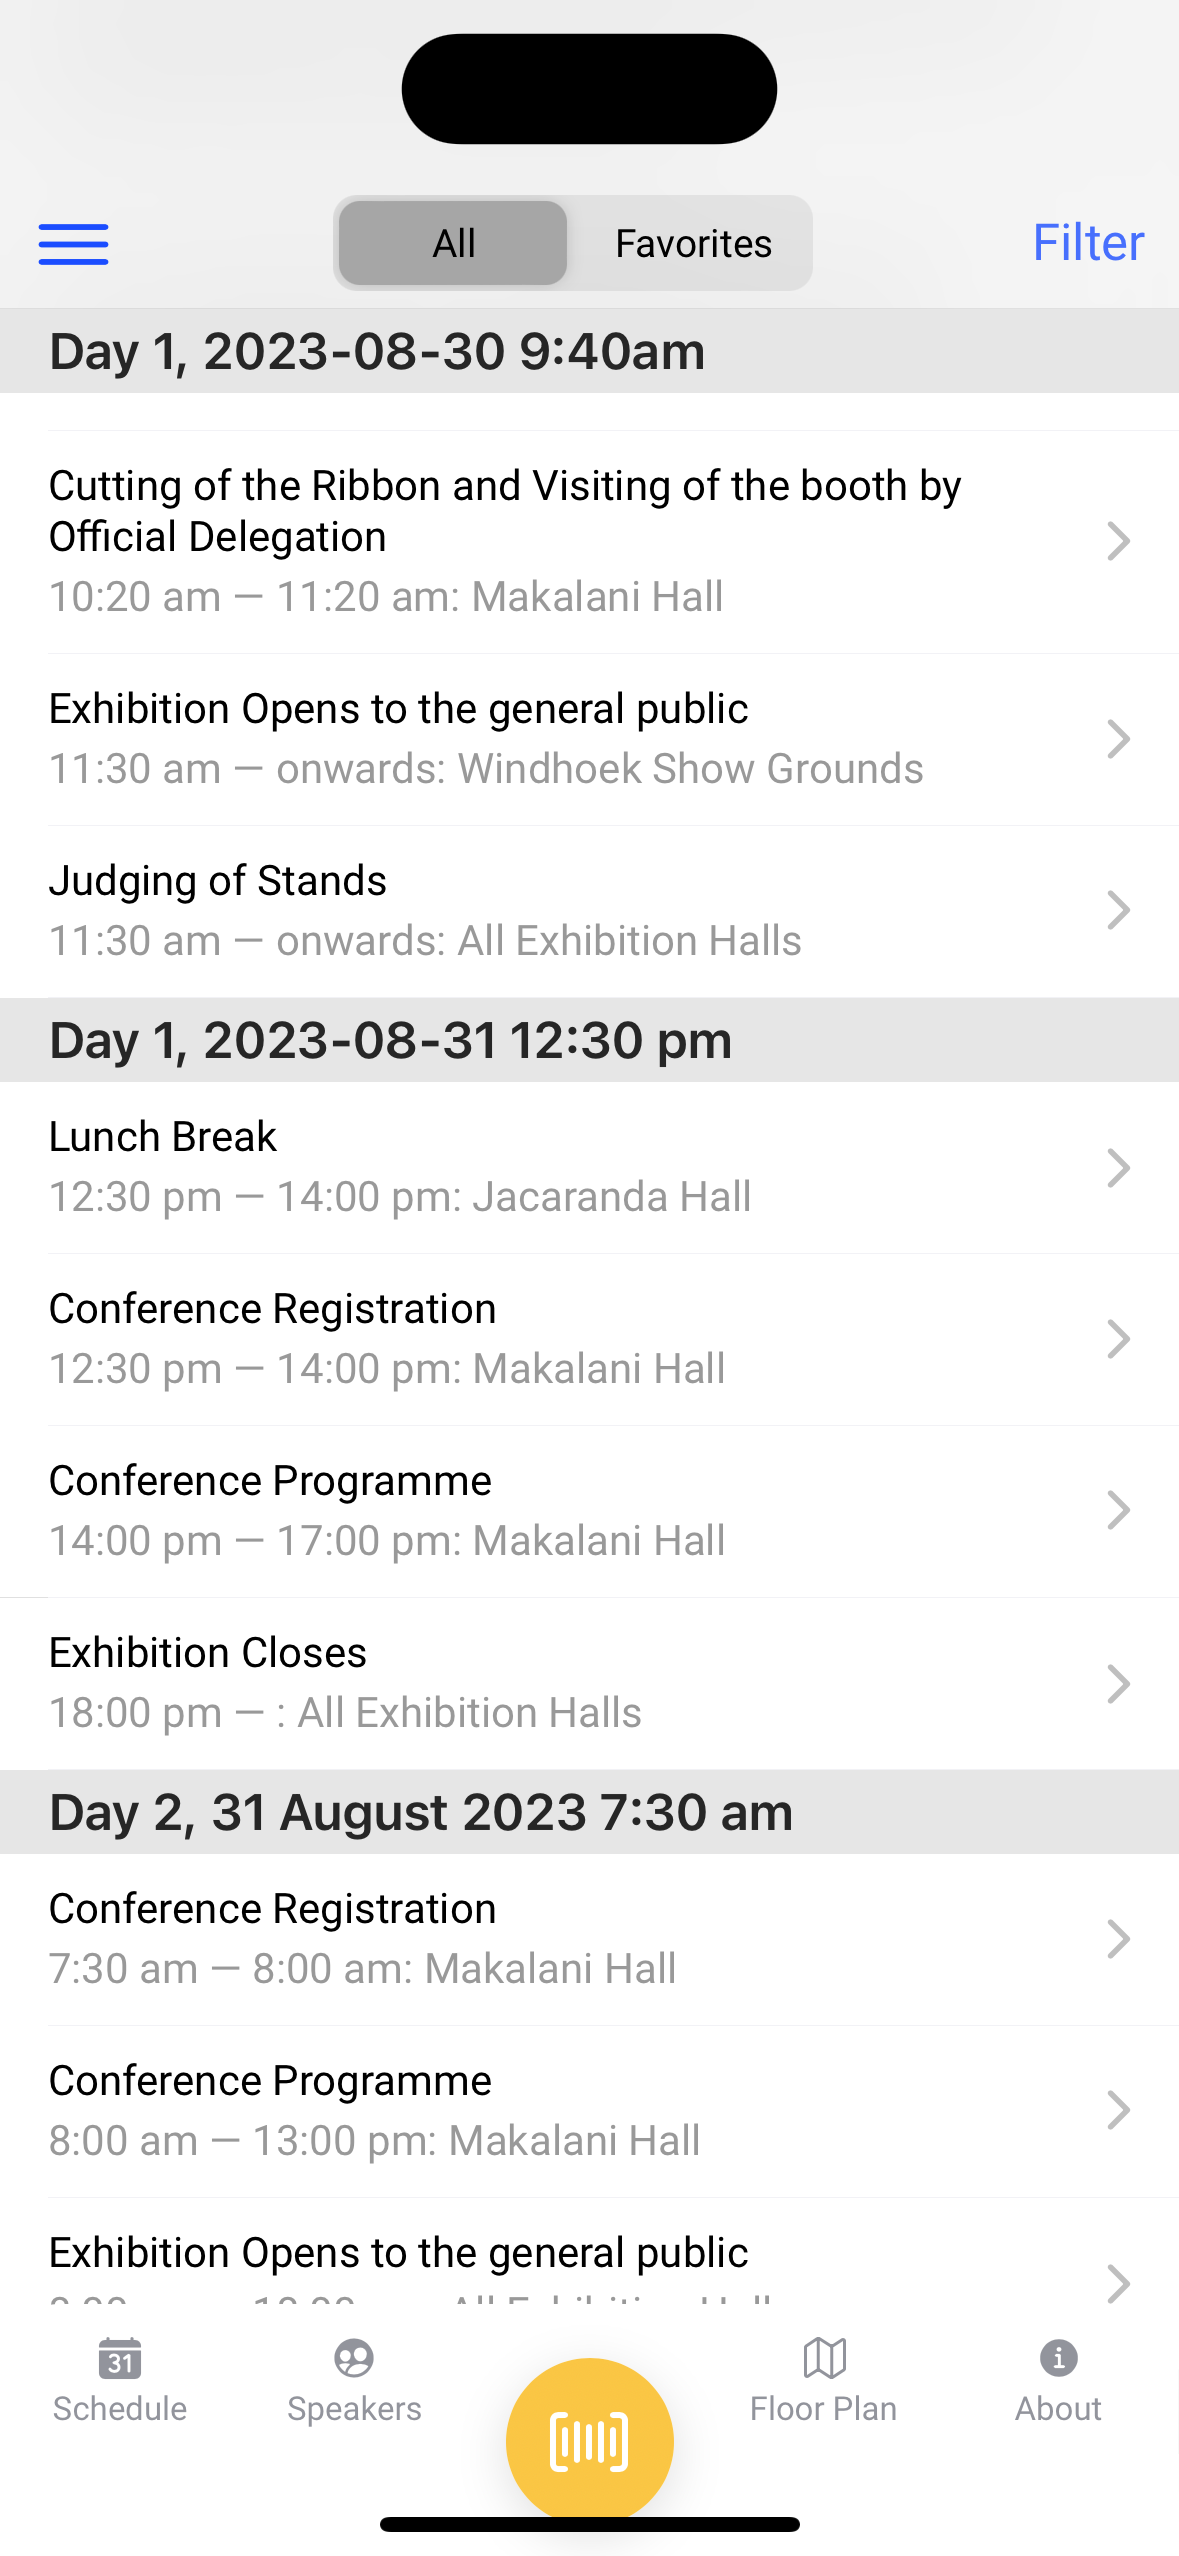 All
Favorites
Filter
Day 1, 2023-08-30 9:40am
Cutting of the Ribbon and Visiting of the booth by
Official Delegation
10:20 am — 11:20 am: Makalani Hall
Exhibition Opens to the general public
11:30 am — onwards: Windhoek Show Grounds
Judging of Stands
11:30 am — onwards: All Exhibition Halls
Day 1, 2023-08-31 12:30 pm
Lunch Break
12:30 pm — 14:00 pm: Jacaranda Hall
Conference Registration
12:30 pm — 14:00 pm: Makalani Hall
Conference Programme
14:00 pm — 17:00 pm: Makalani Hall
Exhibition Closes
18:00 pm — : All Exhibition Halls
Day 2, 31 August 2023 7:30 am
Conference Registration
7:30 am — 8:00 am: Makalani Hall
Conference Programme
8:00 am — 13:00 pm: Makalani Hall
Exhibition Opens to the general public
31
Schedule
Speakers
Floor Plan
About